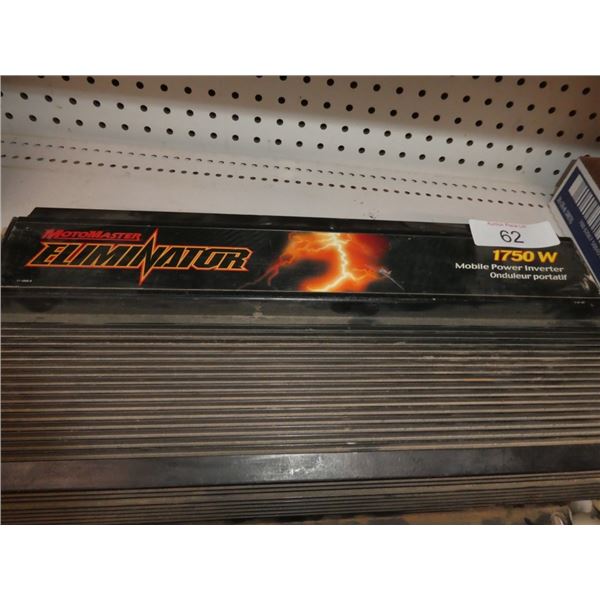 62
MOTOMASTER
ELIMINATOR
1750 W
Mobile Power Inverter
Onduleur portatif